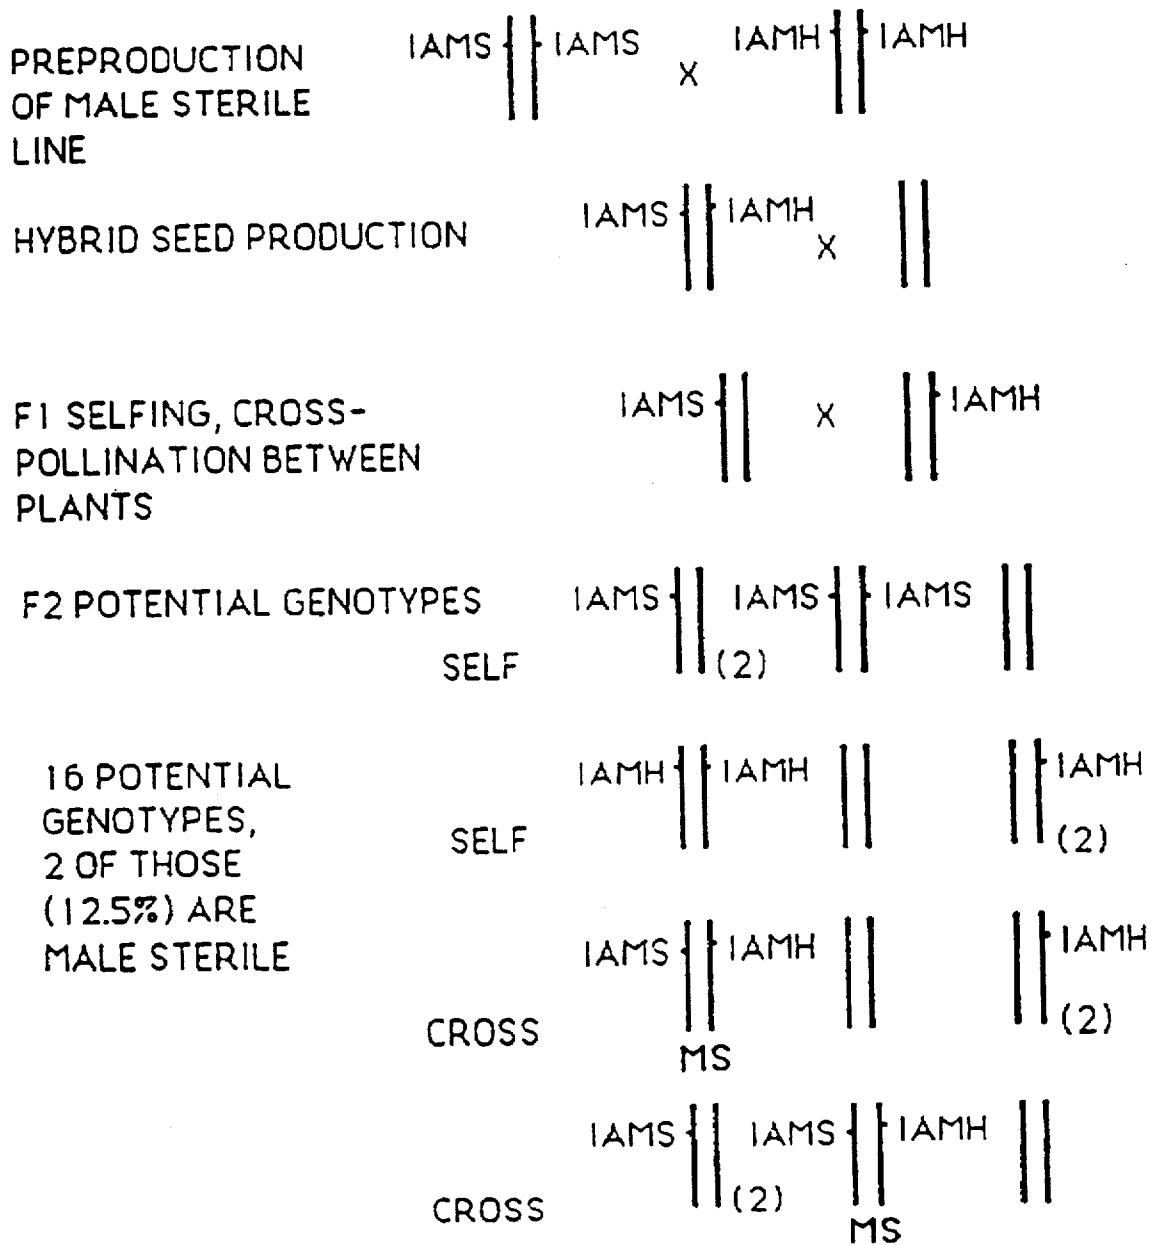 PREPRODUCTION
OF MALE STERILE
LINE
IAMS IAMS X IAMH IAMH
HYBRID SEED PRODUCTION
IAMS IAMH X
F1 SELFING, CROSS-
POLLINATION BETWEEN
PLANTS
IAMS X IAMH
F2 POTENTIAL GENOTYPES
IAMS IAMS IAMS
SELF (2)
16 POTENTIAL
GENOTYPES,
2 OF THOSE
(12.5%) ARE
MALE STERILE
IAMH IAMH IAMH
SELF (2)
IAMS IAMH IAMH
CROSS (2)
MS
IAMS IAMS IAMH
CROSS (2)
MS